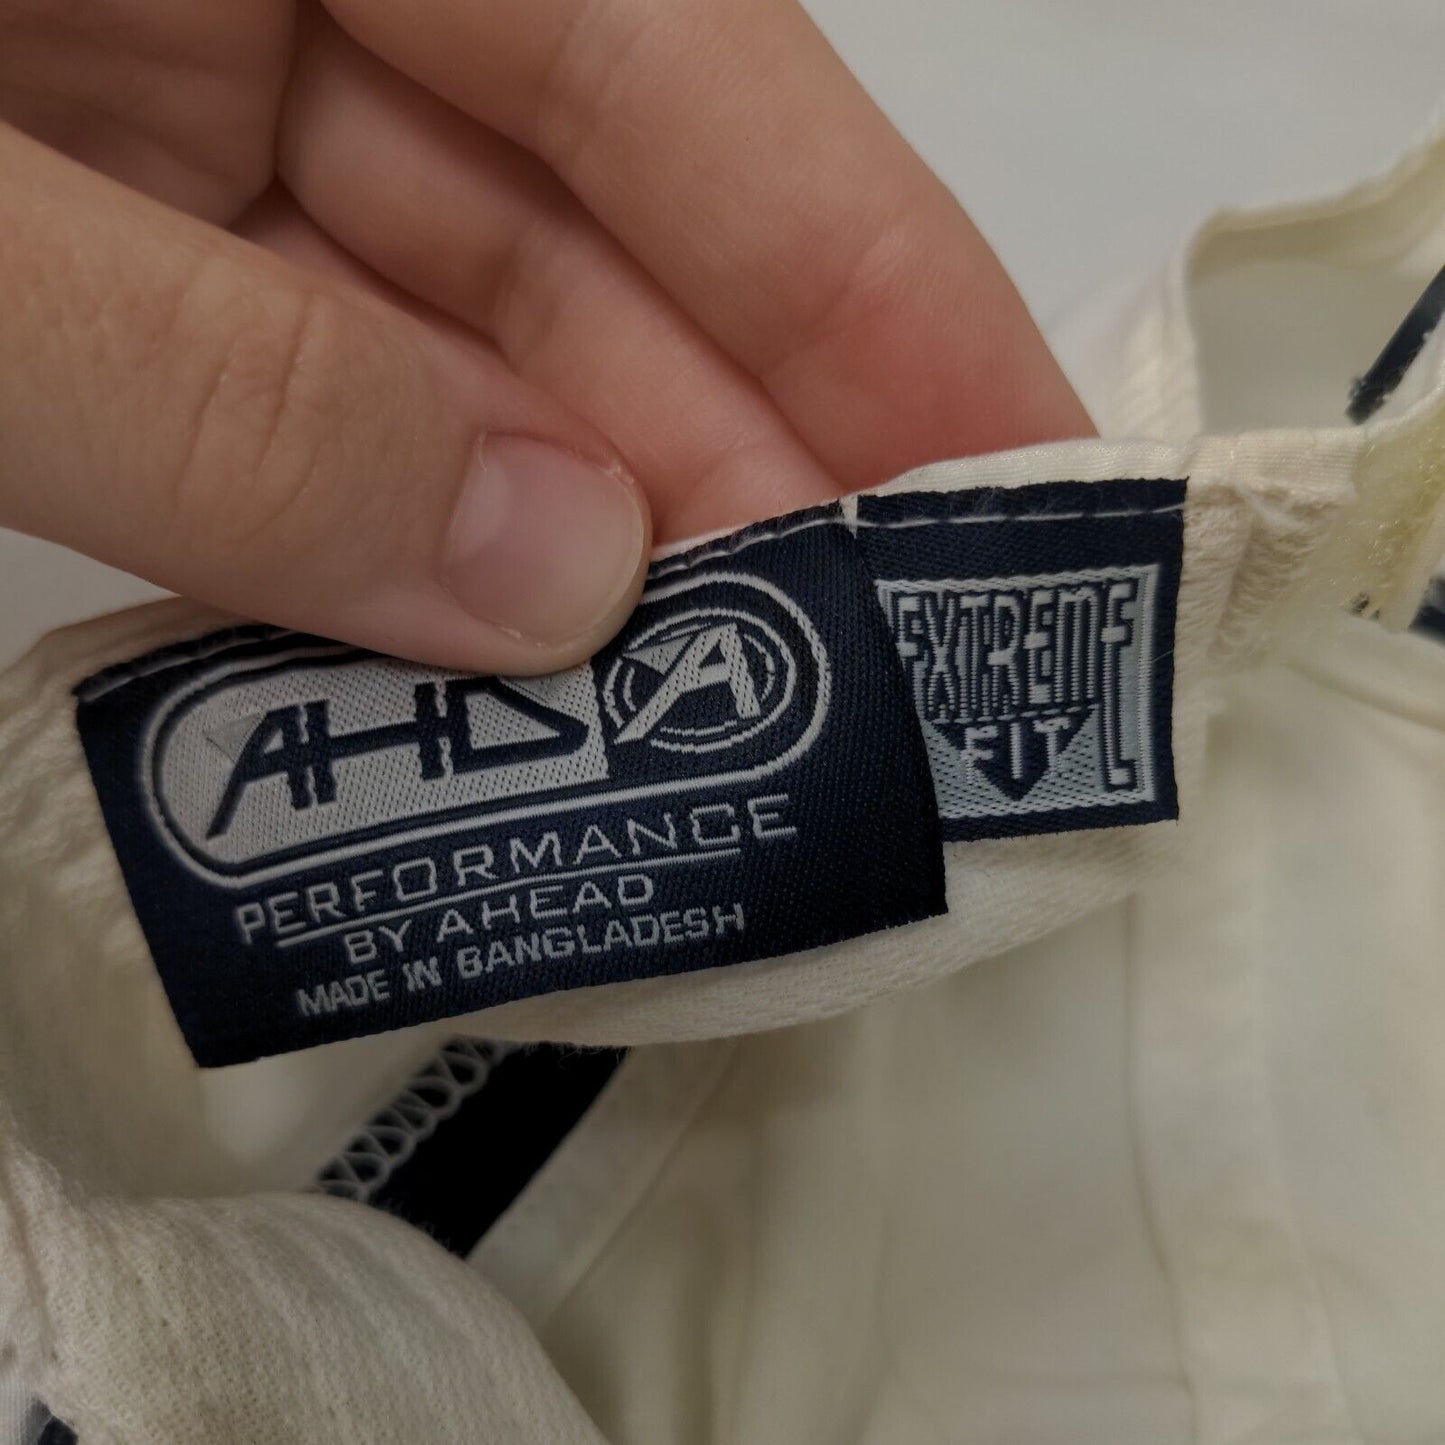 AHD A
PERFORMANCE
BY AHEAD
MADE IN BANGLADESH
EXTREME
FIT